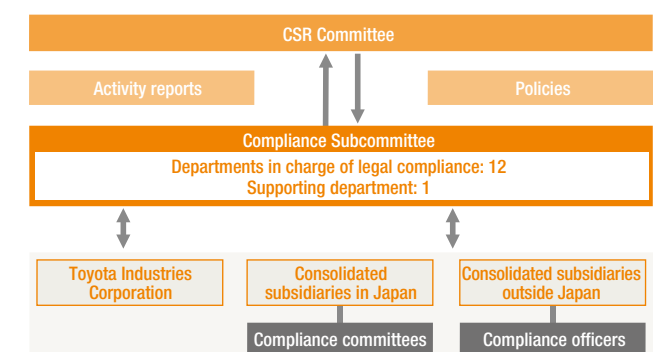 CSR Committee
Activity reports
Policies
Compliance Subcommittee
Departments in charge of legal compliance: 12
Supporting department: 1
Toyota Industries
Corporation
Consolidated
subsidiaries in Japan
Consolidated subsidiaries
outside Japan
Compliance committees
Compliance officers